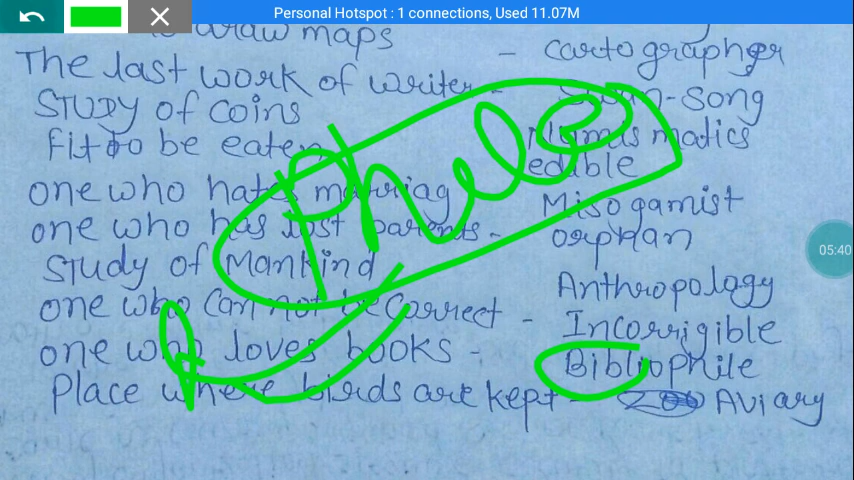 Personal Hotspot : 1 connections, Used 11.07M
to draw maps - cartographer
The last work of writer - Swan-song
STUDY of coins Numismatics
fit to be eaten edible
one who hates marriag Misogamist
one who has lost parents - orphan
Study of Mankind Anthropology
one who can not be correct - Incorrigible
one who loves books - Bibliophile
Place where birds are kept - Aviary
Phile
05:40